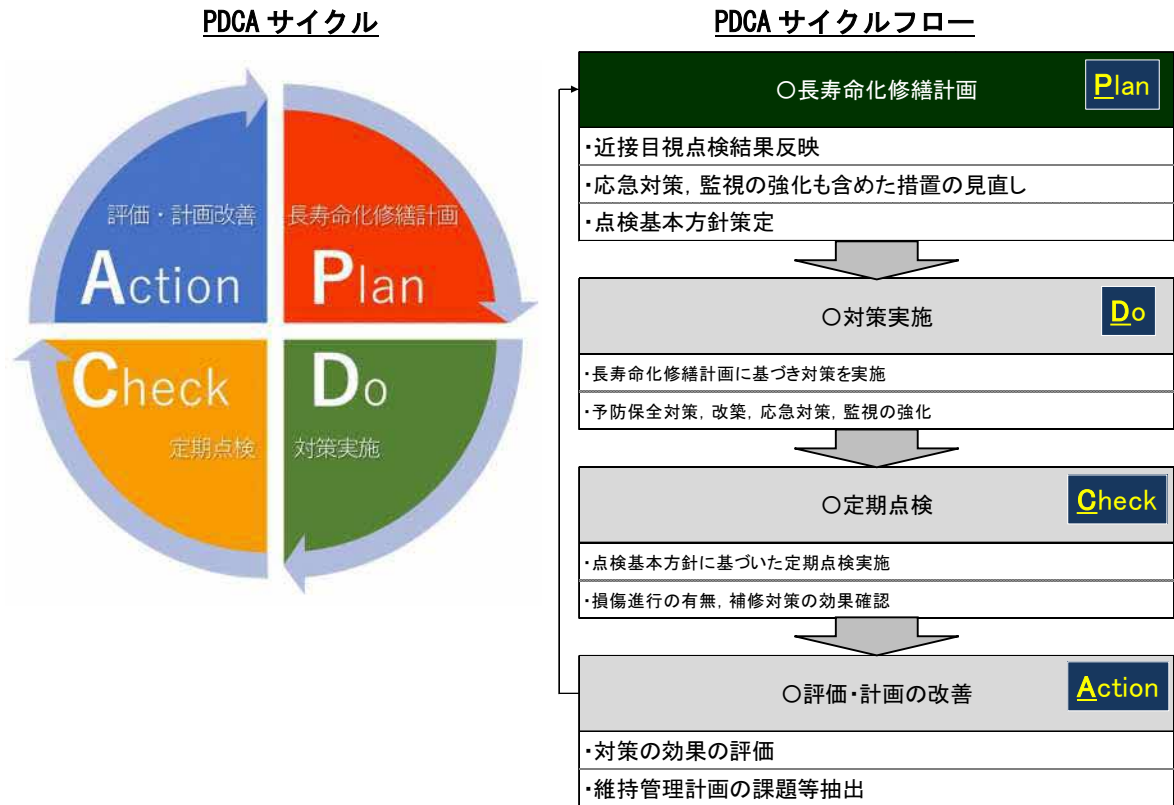 PDCA サイクル
評価・計画改善
Action
長寿命化修繕計画
Plan
Check
定期点検
Do
対策実施
PDCA サイクルフロー
○長寿命化修繕計画
Plan
・近接目視点検結果反映
・応急対策，監視の強化も含めた措置の見直し
・点検基本方針策定
○対策実施
Do
・長寿命化修繕計画に基づき対策を実施
・予防保全対策，改築，応急対策，監視の強化
○定期点検
Check
・点検基本方針に基づいた定期点検実施
・損傷進行の有無，補修対策の効果確認
○評価・計画の改善
Action
・対策の効果の評価
・維持管理計画の課題等抽出